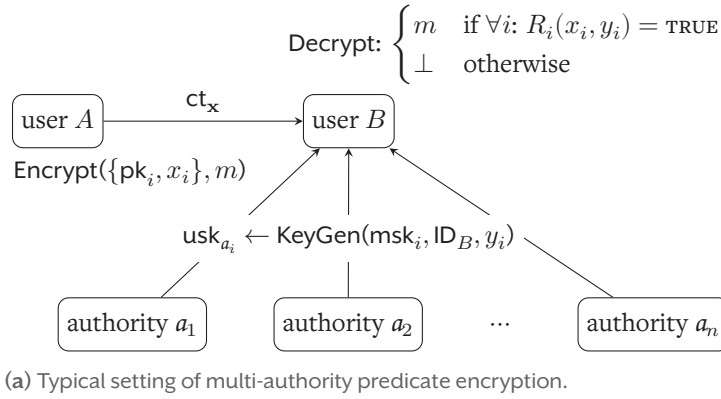 Decrypt: { m if ∀i: R_i(x_i, y_i) = TRUE
⊥ otherwise
ct_x
user A
user B
Encrypt({pk_i, x_i}, m)
usk_{a_i} ← KeyGen(msk_i, ID_B, y_i)
authority a_1
authority a_2
...
authority a_n
(a) Typical setting of multi-authority predicate encryption.